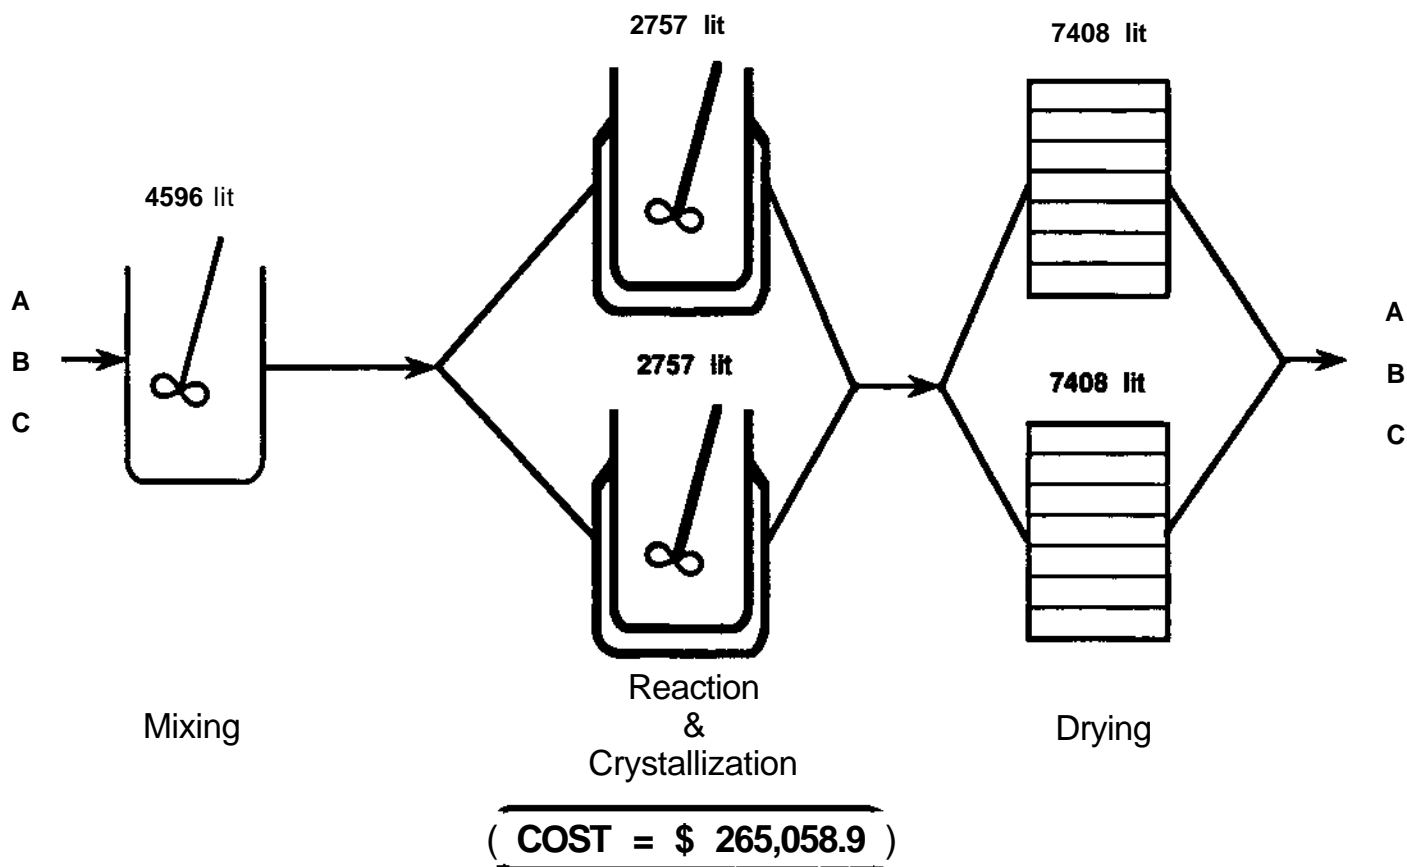 2757 lit
7408 lit
4596 lit
A
B
C
2757 lit
7408 lit
A
B
C
Mixing
Reaction
&
Crystallization
Drying
( COST = $ 265,058.9 )